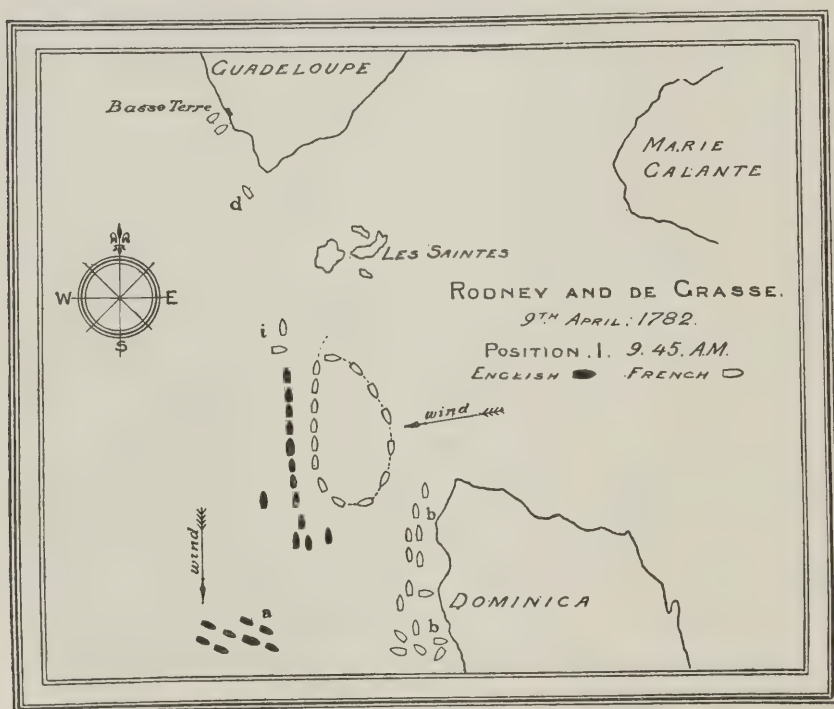 GUADELOUPE
Basse Terre
MARIE
GALANTE
d
LES SAINTES
W E
S
RODNEY AND DE GRASSE.
9TH APRIL: 1782.
POSITION .I. 9.45. A.M.
ENGLISH FRENCH
i
wind
b
wind
a
DOMINICA
b